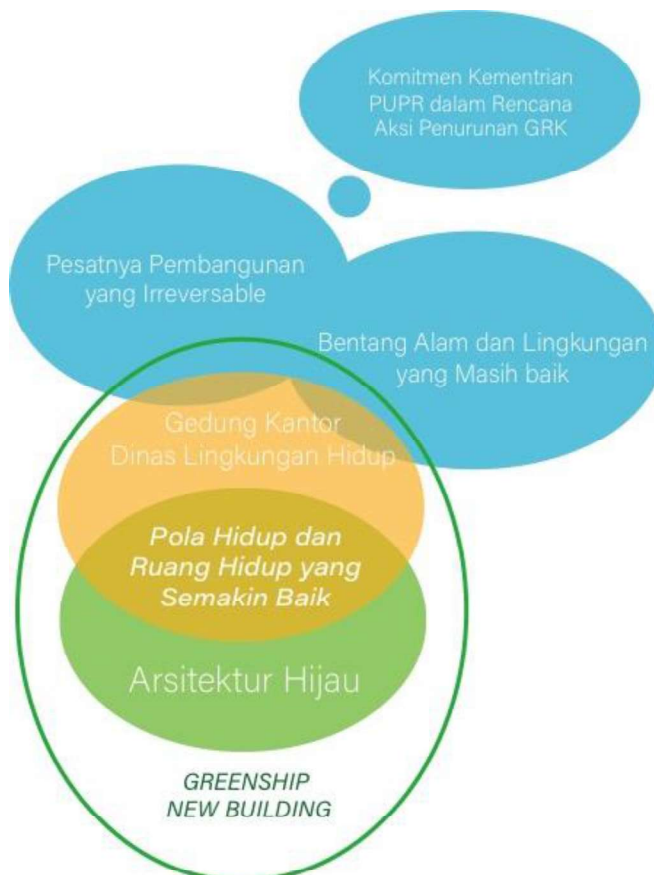 Komitmen Kementrian
PUPR dalam Rencana
Aksi Penurunan GRK
Pesatnya Pembangunan
yang Irreversable
Bentang Alam dan Lingkungan
yang Masih baik
Gedung Kantor
Dinas Lingkungan Hidup
Pola Hidup dan
Ruang Hidup yang
Semakin Baik
Arsitektur Hijau
GREENSHIP
NEW BUILDING